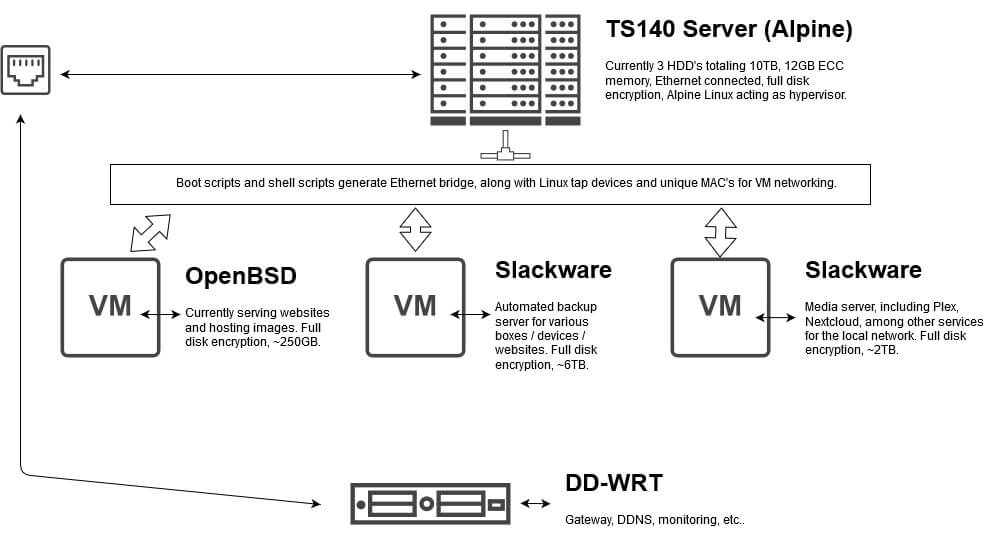 TS140 Server (Alpine)
Currently 3 HDD's totaling 10TB, 12GB ECC
memory, Ethernet connected, full disk
encryption, Alpine Linux acting as hypervisor.
Boot scripts and shell scripts generate Ethernet bridge, along with Linux tap devices and unique MAC's for VM networking.
VM
OpenBSD
Currently serving websites
and hosting images. Full
disk encryption, ~250GB.
VM
Slackware
Automated backup
server for various
boxes / devices /
websites. Full disk
encryption, ~6TB.
VM
Slackware
Media server, including Plex,
Nextcloud, among other services
for the local network. Full disk
encryption, ~2TB.
DD-WRT
Gateway, DDNS, monitoring, etc..